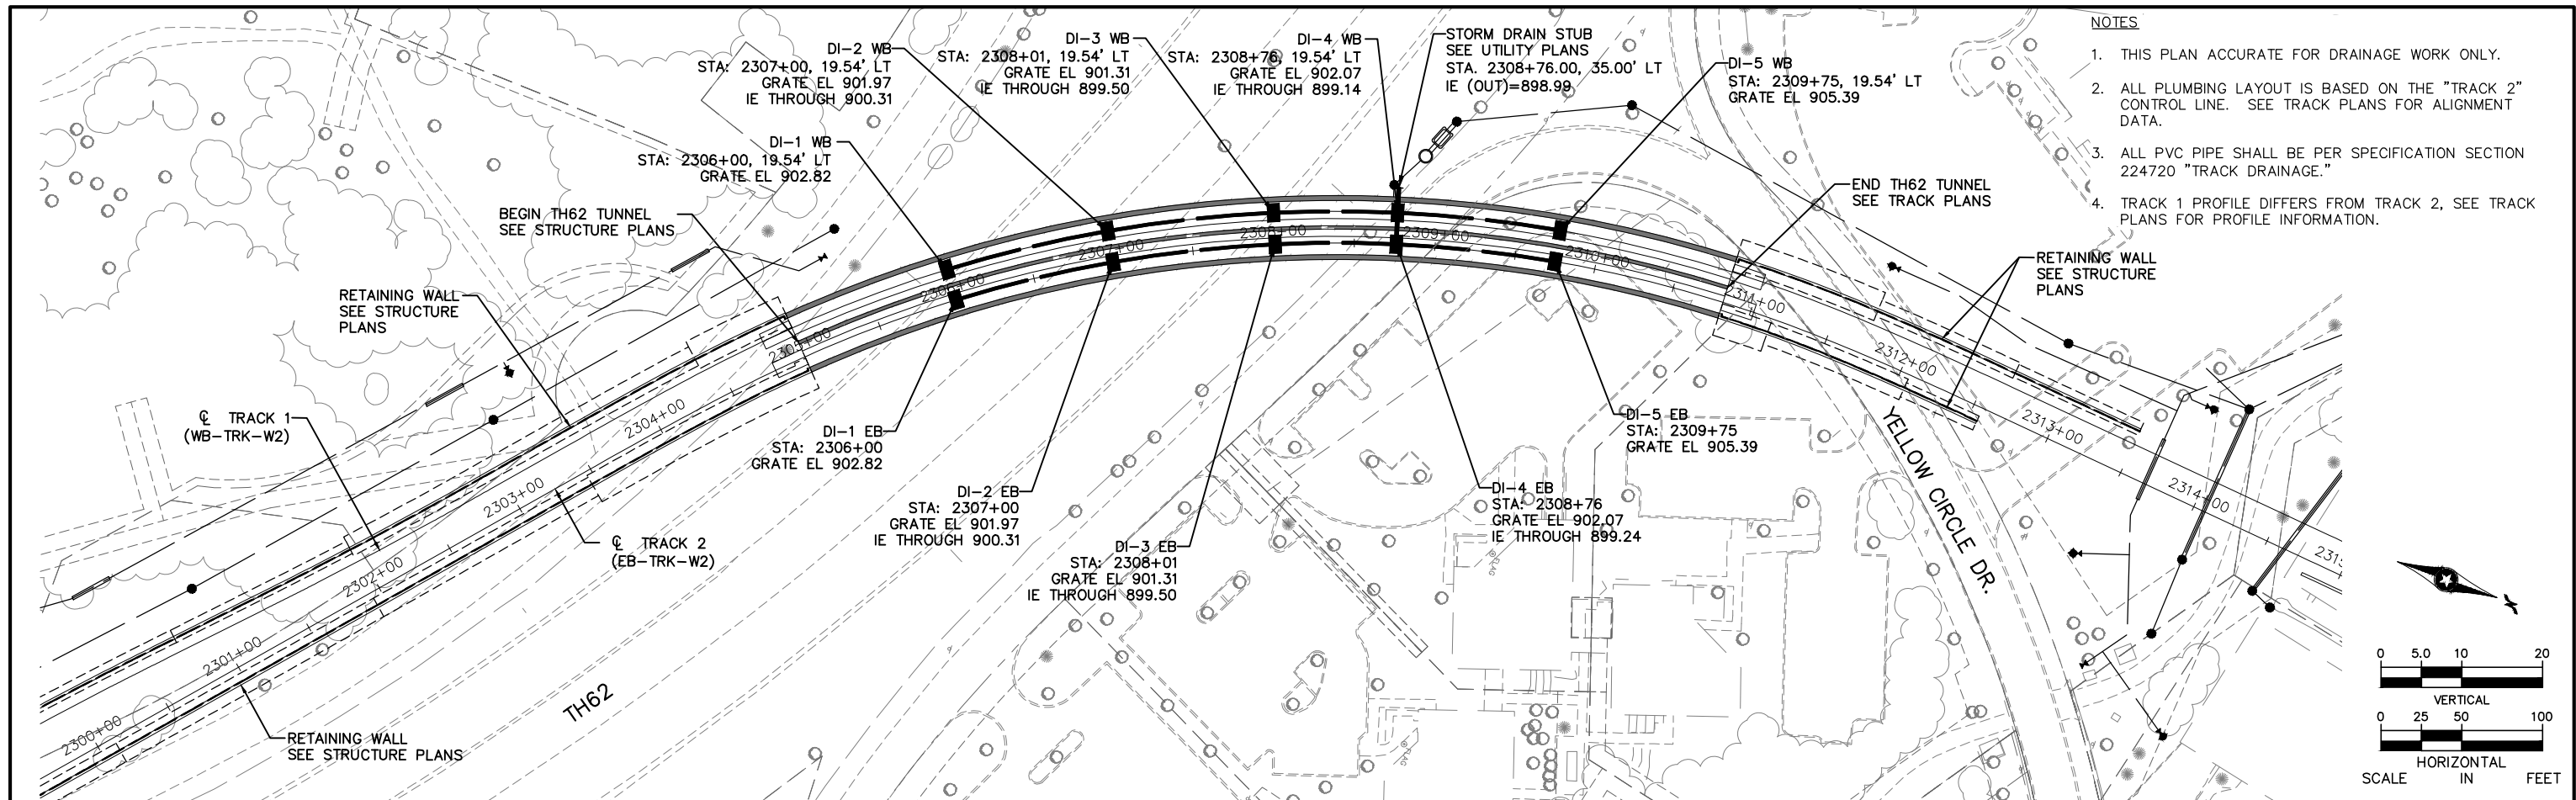 DI-2 WB
STA: 2307+00, 19.54' LT
GRATE EL 901.97
IE THROUGH 900.31
DI-3 WB
STA: 2308+01, 19.54' LT
GRATE EL 901.31
IE THROUGH 899.50
DI-4 WB
STA: 2308+76, 19.54' LT
GRATE EL 902.07
IE THROUGH 899.14
STORM DRAIN STUB
SEE UTILITY PLANS
STA. 2308+76.00, 35.00' LT
IE (OUT)=898.99
DI-5 WB
STA: 2309+75, 19.54' LT
GRATE EL 905.39
NOTES
1. THIS PLAN ACCURATE FOR DRAINAGE WORK ONLY.
2. ALL PLUMBING LAYOUT IS BASED ON THE "TRACK 2"
CONTROL LINE. SEE TRACK PLANS FOR ALIGNMENT
DATA.
3. ALL PVC PIPE SHALL BE PER SPECIFICATION SECTION
224720 "TRACK DRAINAGE."
4. TRACK 1 PROFILE DIFFERS FROM TRACK 2, SEE TRACK
PLANS FOR PROFILE INFORMATION.
DI-1 WB
STA: 2306+00, 19.54' LT
GRATE EL 902.82
BEGIN TH62 TUNNEL
SEE STRUCTURE PLANS
END TH62 TUNNEL
SEE TRACK PLANS
RETAINING WALL
SEE STRUCTURE
PLANS
RETAINING WALL
SEE STRUCTURE
PLANS
℄ TRACK 1
(WB-TRK-W2)
℄ TRACK 2
(EB-TRK-W2)
DI-1 EB
STA: 2306+00
GRATE EL 902.82
DI-2 EB
STA: 2307+00
GRATE EL 901.97
IE THROUGH 900.31
DI-3 EB
STA: 2308+01
GRATE EL 901.31
IE THROUGH 899.50
DI-4 EB
STA: 2308+76
GRATE EL 902.07
IE THROUGH 899.24
DI-5 EB
STA: 2309+75
GRATE EL 905.39
RETAINING WALL
SEE STRUCTURE PLANS
2300+00
2301+00
2302+00
2303+00
2304+00
2305+00
2306+00
2307+00
2308+00
2309+00
2310+00
2311+00
2312+00
2313+00
2314+00
2315
TH62
YELLOW CIRCLE DR.
FLAG
N
0 5.0 10 20
VERTICAL
0 25 50 100
HORIZONTAL
SCALE IN FEET